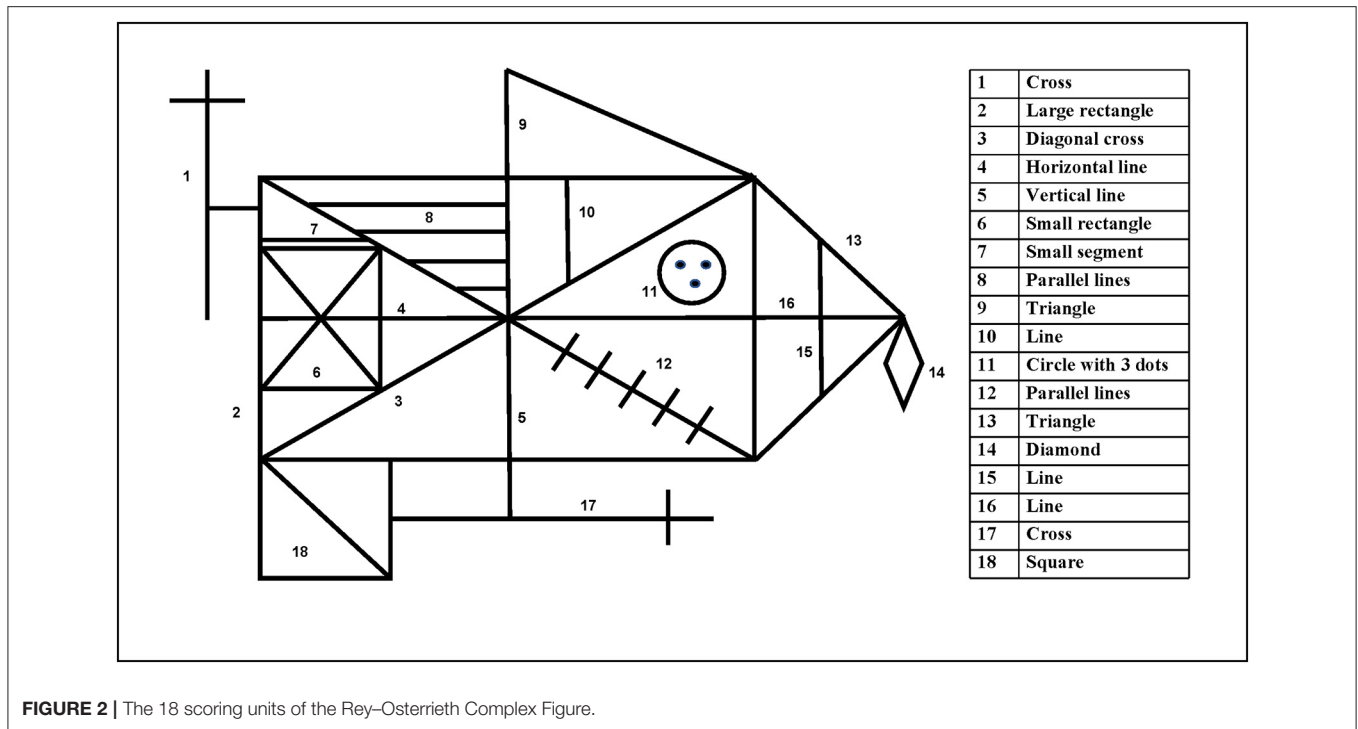 9
1
8
10
7
13
11
4
16
12
15
6
14
3
2
5
17
18
1 Cross
2 Large rectangle
3 Diagonal cross
4 Horizontal line
5 Vertical line
6 Small rectangle
7 Small segment
8 Parallel lines
9 Triangle
10 Line
11 Circle with 3 dots
12 Parallel lines
13 Triangle
14 Diamond
15 Line
16 Line
17 Cross
18 Square
FIGURE 2 | The 18 scoring units of the Rey–Osterrieth Complex Figure.